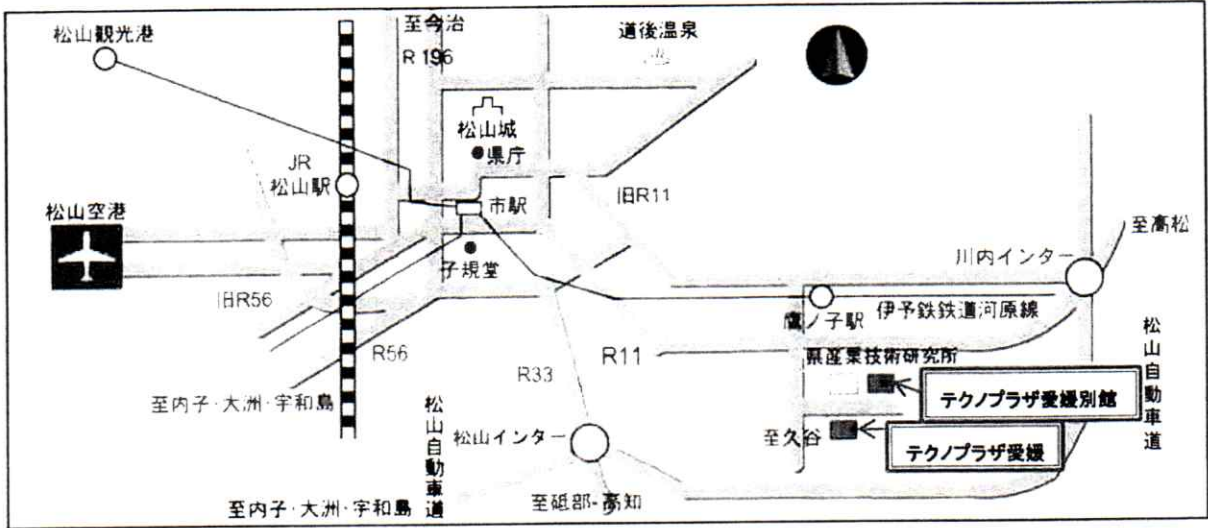 至今治
R 196
松山観光港
道後温泉
松山城
県庁
JR
松山駅
市駅
旧R11
松山空港
至高松
川内インター
子規堂
旧R56
鷹ノ子駅
伊予鉄鉄道河原線
R56
R11
県産業技術研究所
R33
テクノプラザ愛媛別館
至内子・大洲・宇和島
松山自動車道
松山インター
至久谷
テクノプラザ愛媛
松山自動車道
至内子・大洲・宇和島
至砥部-高知